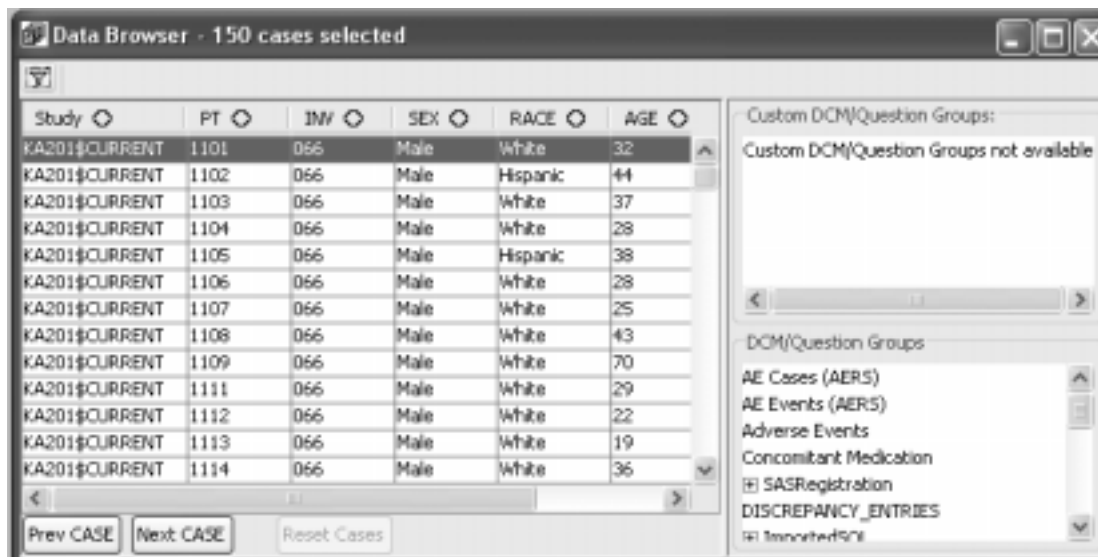 Data Browser - 150 cases selected
Study PT INV SEX RACE AGE
KA201$CURRENT 1101 066 Male White 32
KA201$CURRENT 1102 066 Male Hispanic 44
KA201$CURRENT 1103 066 Male White 37
KA201$CURRENT 1104 066 Male White 28
KA201$CURRENT 1105 066 Male Hispanic 38
KA201$CURRENT 1106 066 Male White 28
KA201$CURRENT 1107 066 Male White 25
KA201$CURRENT 1108 066 Male White 43
KA201$CURRENT 1109 066 Male White 70
KA201$CURRENT 1111 066 Male White 29
KA201$CURRENT 1112 066 Male White 22
KA201$CURRENT 1113 066 Male White 19
KA201$CURRENT 1114 066 Male White 36
Prev CASE Next CASE Reset Cases
Custom DCM/Question Groups:
Custom DCM/Question Groups not available
DCM/Question Groups
AE Cases (AERS)
AE Events (AERS)
Adverse Events
Concomitant Medication
SASRegistration
DISCREPANCY_ENTRIES
ImportedSQL